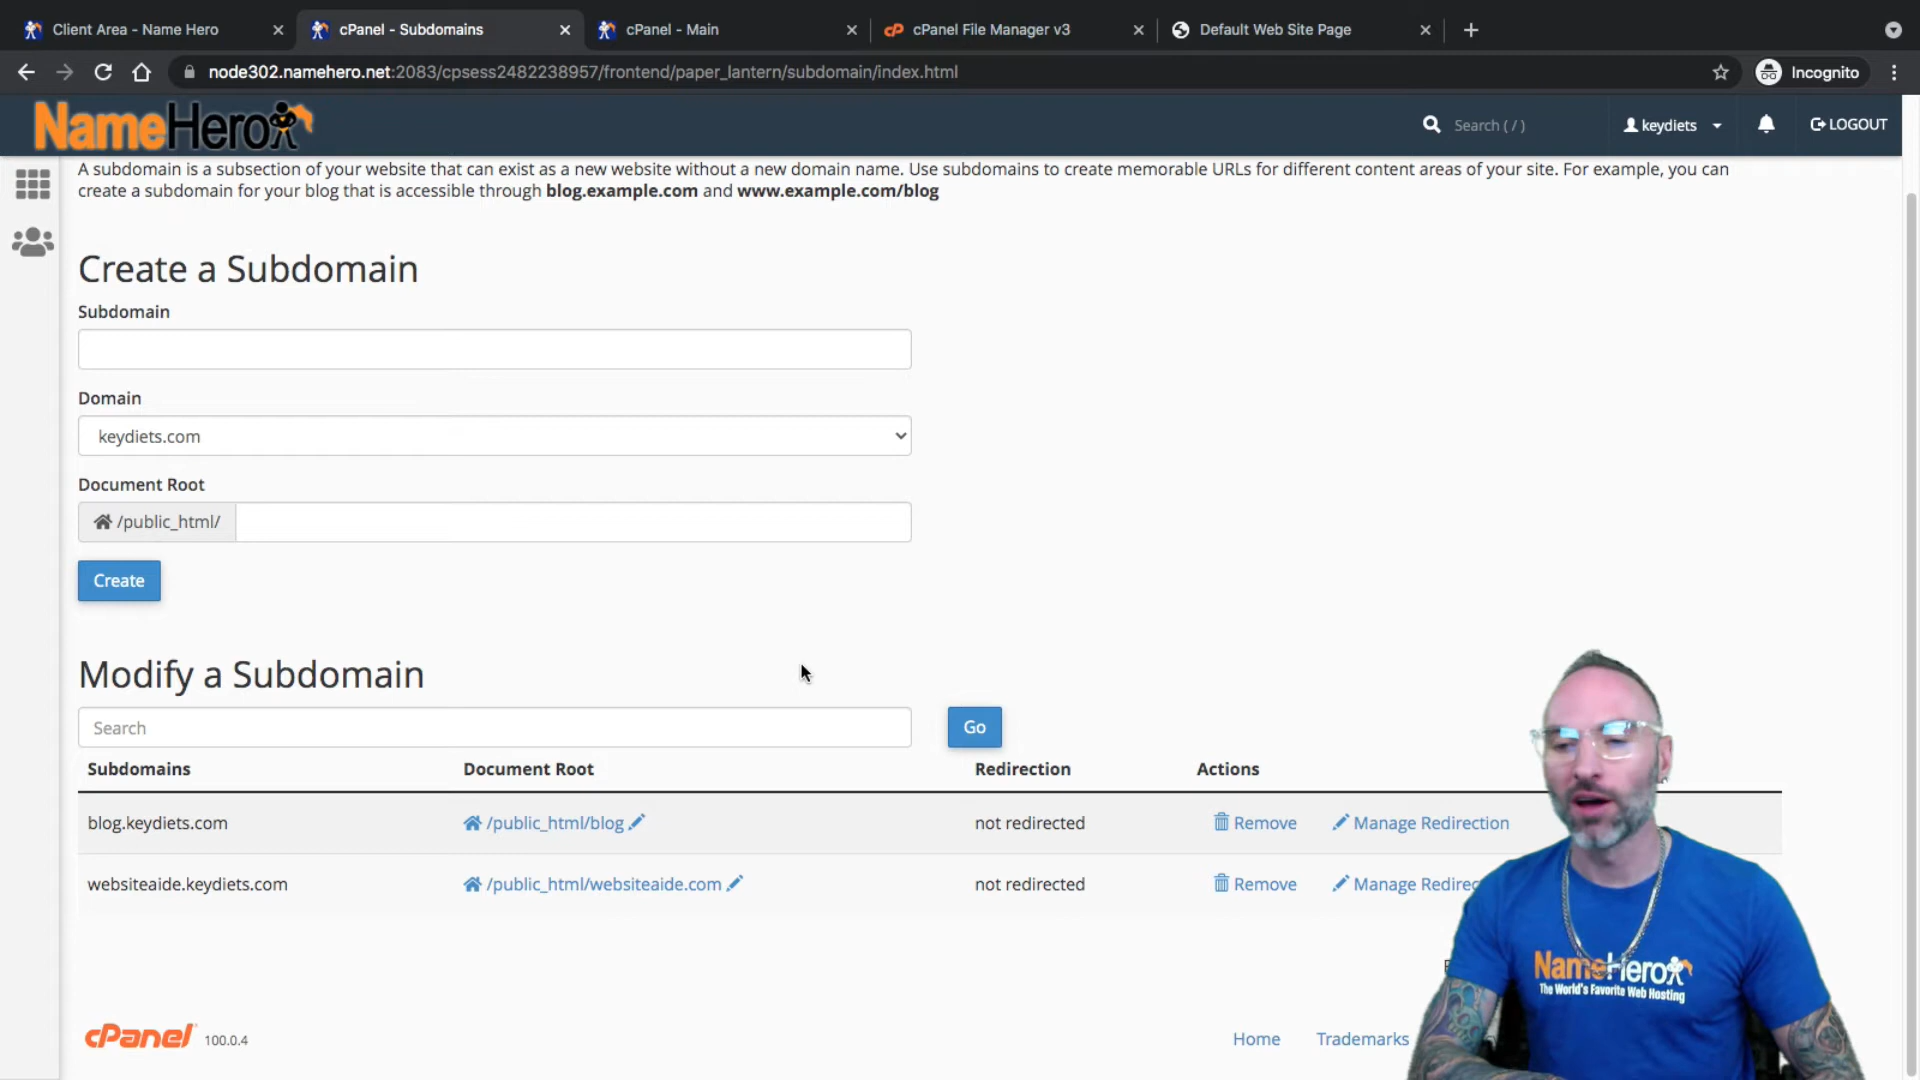 Client Area - Name Hero
cPanel - Subdomains
cPanel - Main
cPanel File Manager v3
Default Web Site Page
node302.namehero.net:2083/cpsess2482238957/frontend/paper_lantern/subdomain/index.html
Incognito
NameHero
Search ( / )
keydiets
LOGOUT
A subdomain is a subsection of your website that can exist as a new website without a new domain name. Use subdomains to create memorable URLs for different content areas of your site. For example, you can
create a subdomain for your blog that is accessible through blog.example.com and www.example.com/blog
Create a Subdomain
Subdomain
Domain
keydiets.com
Document Root
/public_html/
Create
Modify a Subdomain
Search
Go
Subdomains Document Root Redirection Actions
blog.keydiets.com /public_html/blog not redirected Remove Manage Redirection
websiteaide.keydiets.com /public_html/websiteaide.com not redirected Remove Manage Redirec
NameHero
The World's Favorite Web Hosting
cPanel 100.0.4
Home Trademarks